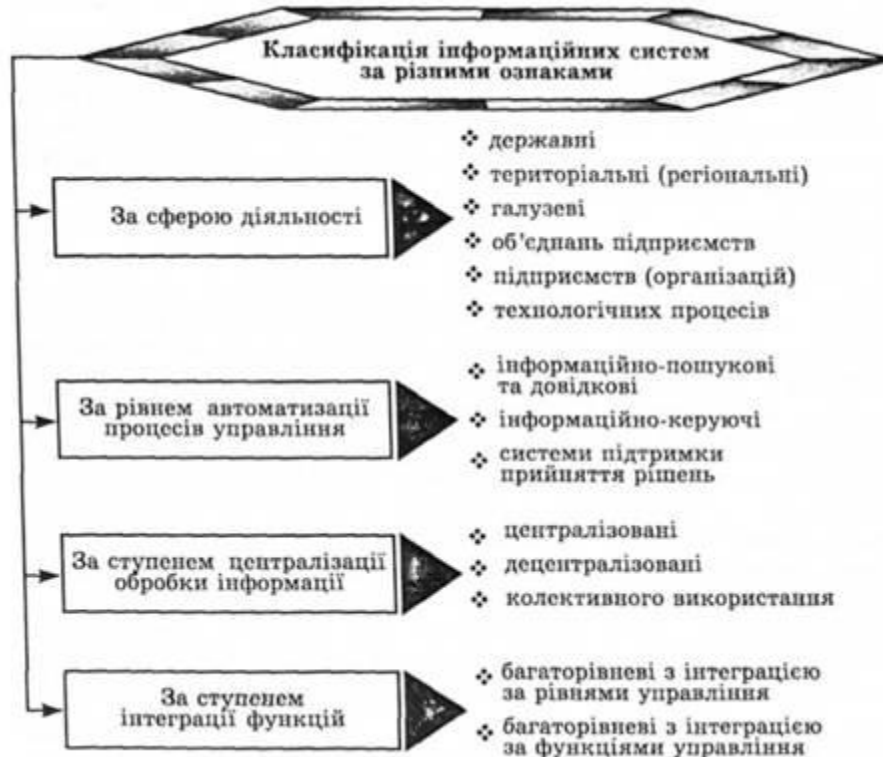 Класифікація інформаційних систем
за різними ознаками
За сферою діяльності
❖ державні
❖ територіальні (регіональні)
❖ галузеві
❖ об'єднань підприємств
❖ підприємств (організацій)
❖ технологічних процесів
За рівнем автоматизації
процесів управління
❖ інформаційно-пошукові
та довідкові
❖ інформаційно-керуючі
❖ системи підтримки
прийняття рішень
За ступенем централізації
обробки інформації
❖ централізовані
❖ децентралізовані
❖ колективного використання
За ступенем
інтеграції функцій
❖ багаторівневі з інтеграцією
за рівнями управління
❖ багаторівневі з інтеграцією
за функціями управління